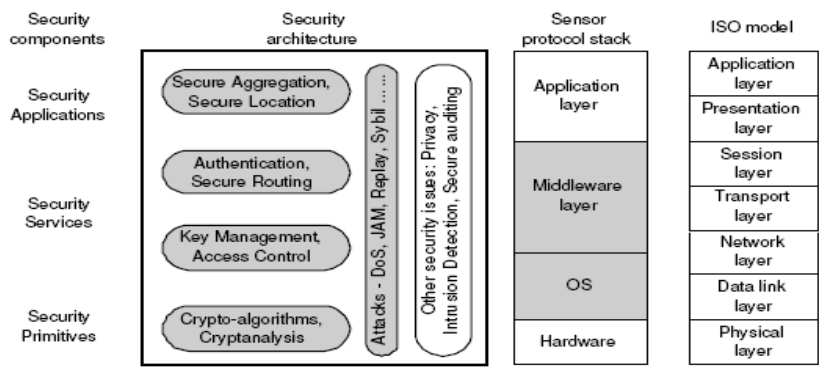 Security
components
Security
architecture
Sensor
protocol stack
ISO model
Security
Applications
Security
Services
Security
Primitives
Secure Aggregation,
Secure Location
Authentication,
Secure Routing
Key Management,
Access Control
Crypto-algorithms,
Cryptanalysis
Attacks - DoS, JAM, Replay, Sybil ......
Other security issues: Privacy,
Intrusion Detection, Secure auditing
Application
layer
Middleware
layer
OS
Hardware
Application
layer
Presentation
layer
Session
layer
Transport
layer
Network
layer
Data link
layer
Physical
layer